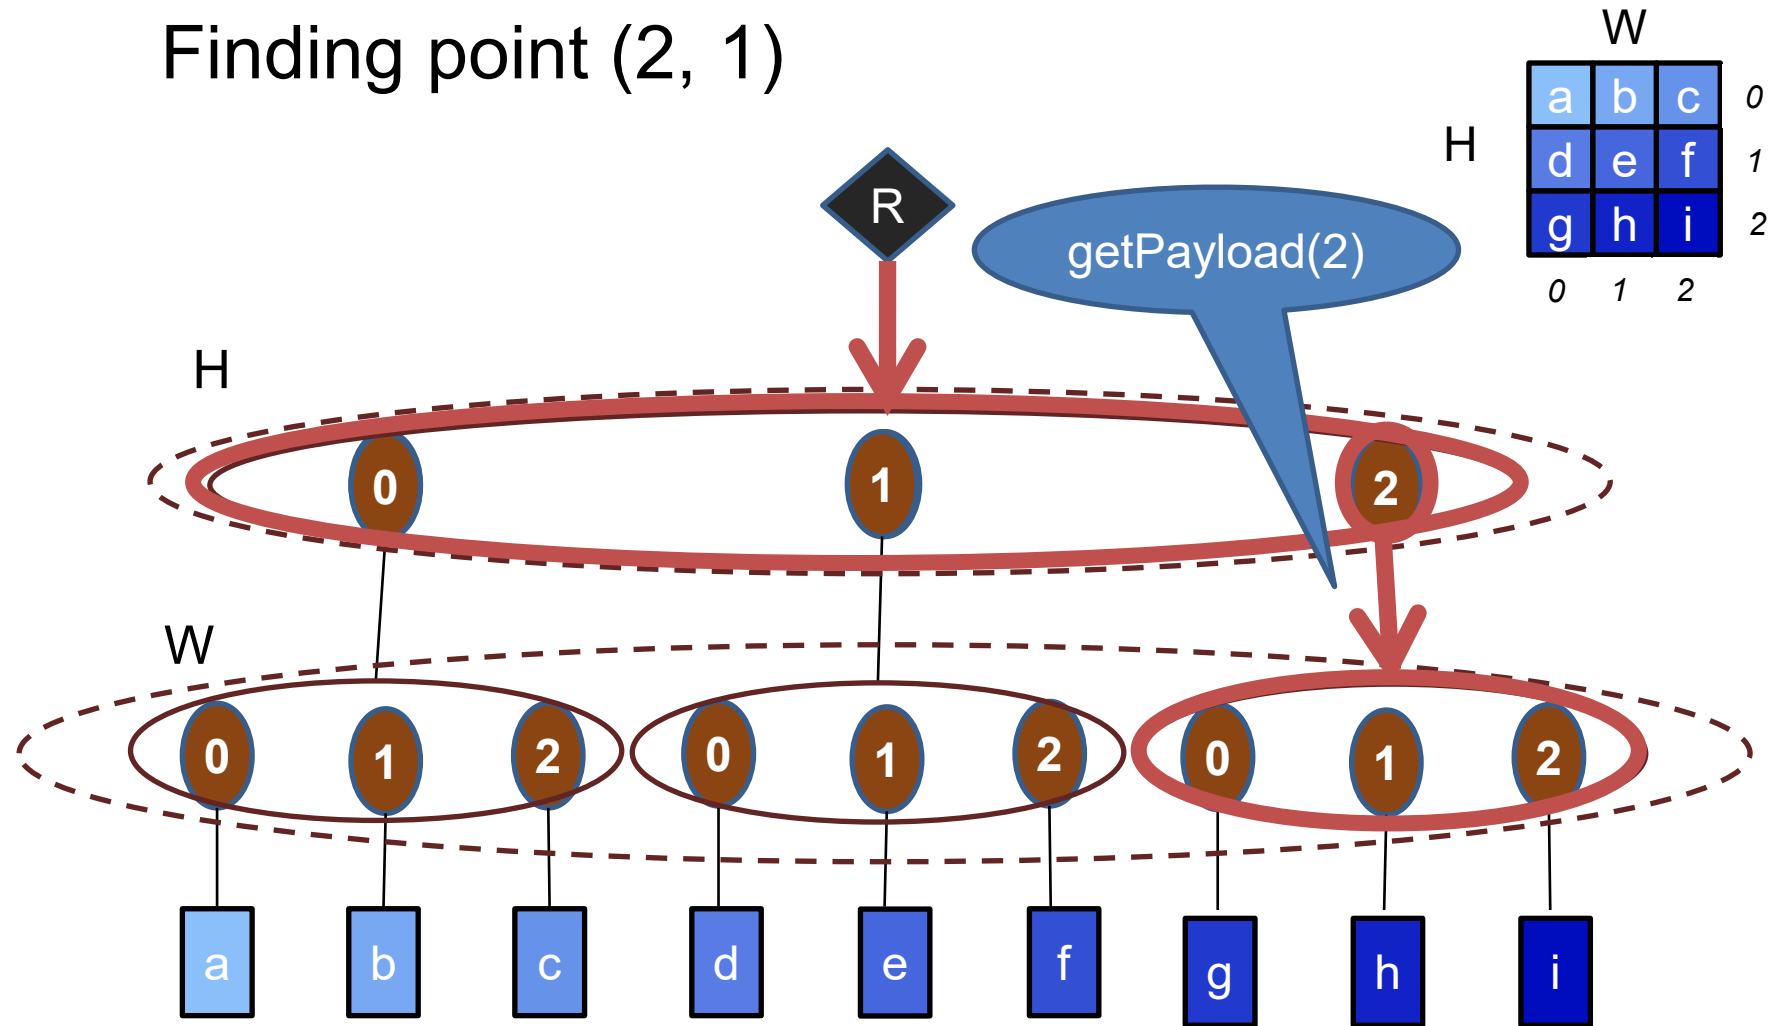 Finding point (2, 1)
W
a b c 0
H
d e f 1
g h i 2
0 1 2
R
getPayload(2)
H
0 1 2
W
0 1 2 0 1 2 0 1 2
a b c d e f g h i